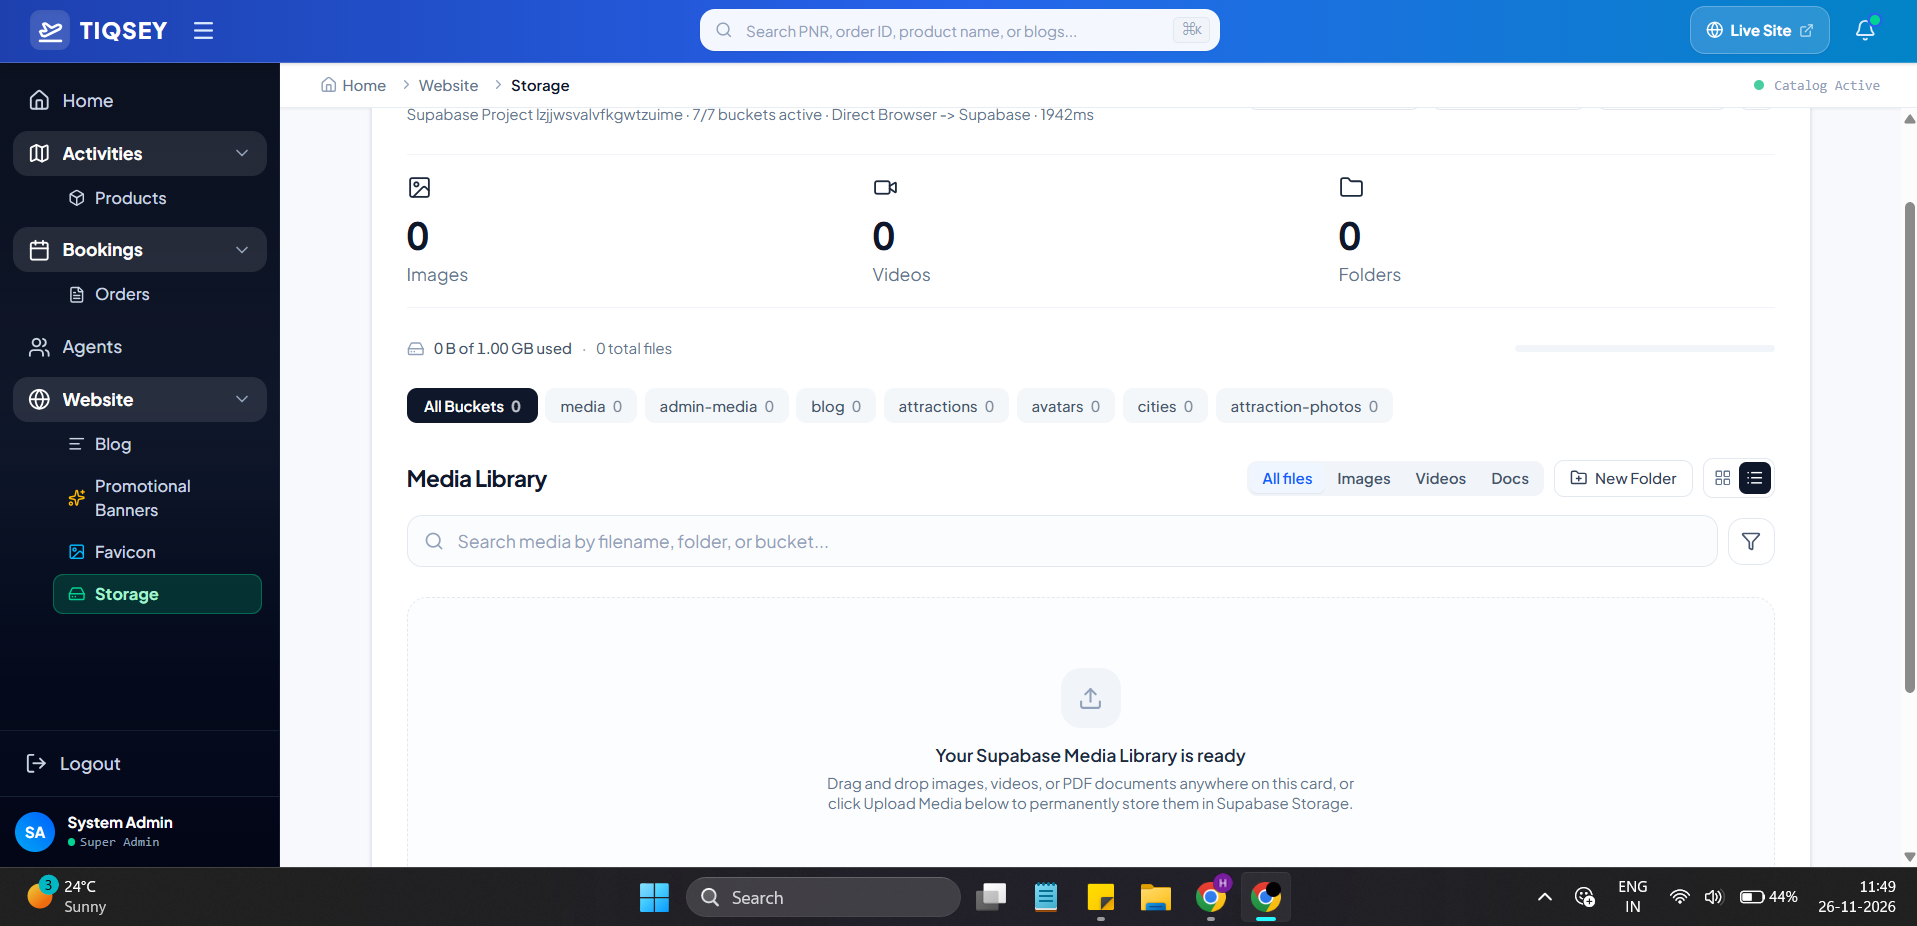 TIQSEY
Search PNR, order ID, product name, or blogs...
⌘K
Live Site
Home
Activities
Products
Bookings
Orders
Agents
Website
Blog
Promotional
Banners
Favicon
Storage
Logout
SA
System Admin
Super Admin
Home > Website > Storage
Catalog Active
Supabase Project lzjjwsvalvfkgwtzuime · 7/7 buckets active · Direct Browser -> Supabase · 1942ms
0
Images
0
Videos
0
Folders
0 B of 1.00 GB used · 0 total files
All Buckets 0
media 0
admin-media 0
blog 0
attractions 0
avatars 0
cities 0
attraction-photos 0
Media Library
All files
Images
Videos
Docs
New Folder
Search media by filename, folder, or bucket...
Your Supabase Media Library is ready
Drag and drop images, videos, or PDF documents anywhere on this card, or
click Upload Media below to permanently store them in Supabase Storage.
3
24°C
Sunny
Search
H
ENG
IN
44%
11:49
26-11-2026